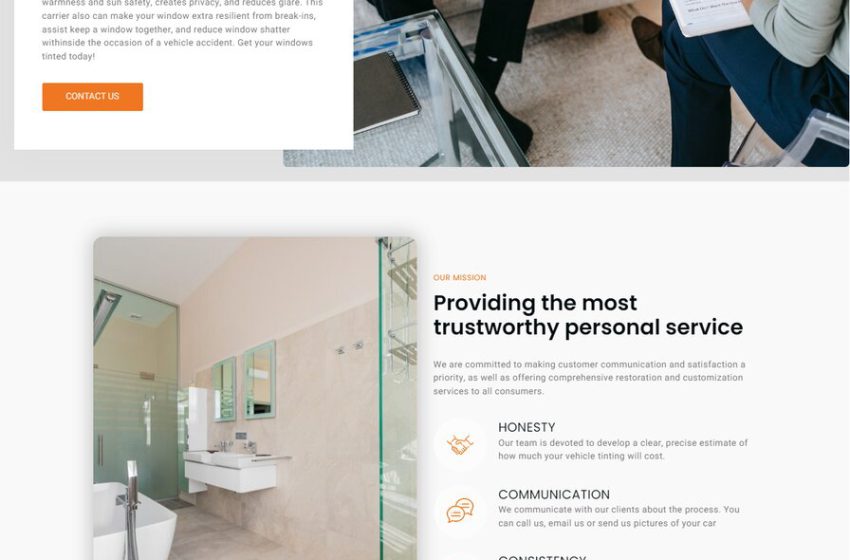 warmness and sun safety, creates privacy, and reduces glare. This
carrier also can make your window extra resilient from break-ins,
assist keep a window together, and reduce window shatter
withinside the occasion of a vehicle accident. Get your windows
tinted today!
CONTACT US
OUR MISSION
Providing the most
trustworthy personal service
We are committed to making customer communication and satisfaction a
priority, as well as offering comprehensive restoration and customization
services to all consumers.
HONESTY
Our team is devoted to develop a clear, precise estimate of
how much your vehicle tinting will cost.
COMMUNICATION
We communicate with our clients about the process. You
can call us, email us or send us pictures of your car
CONSISTENCY